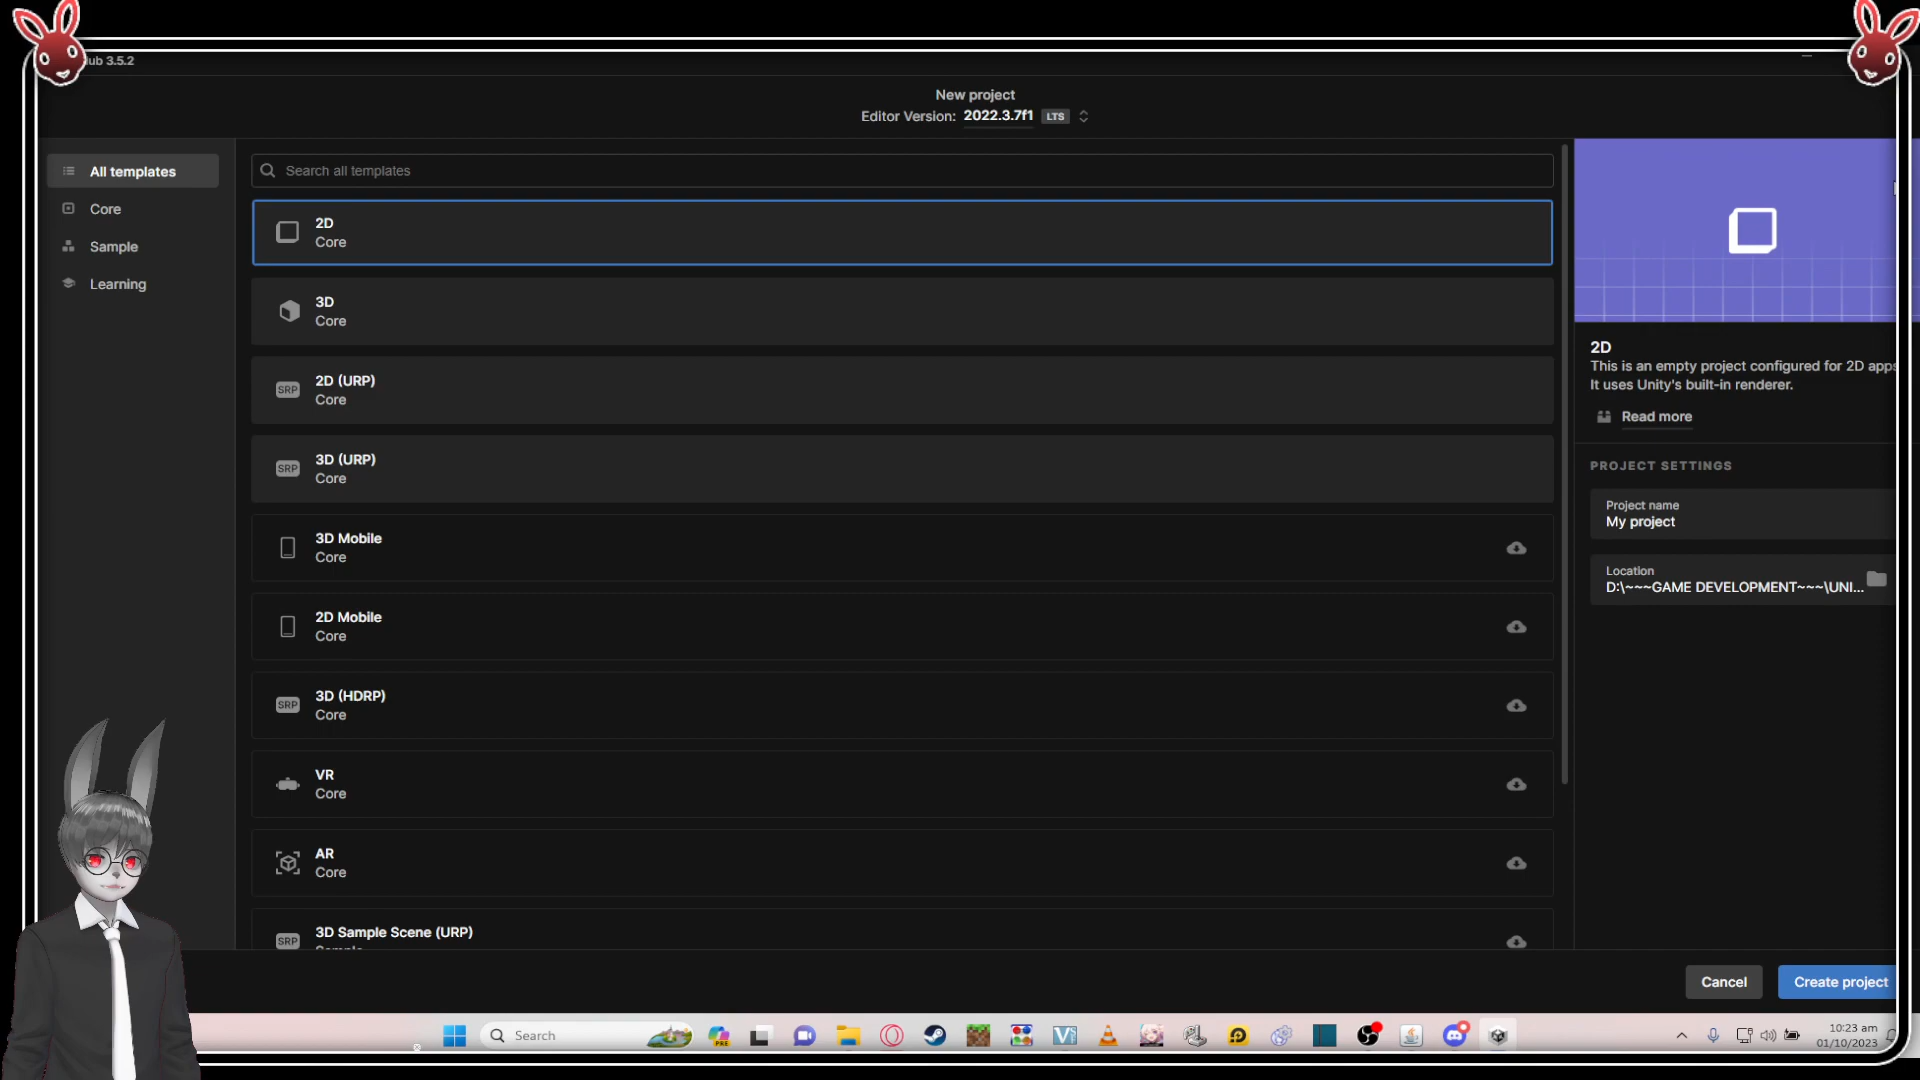 ub 3.5.2
New project
Editor Version: 2022.3.7f1 LTS
All templates
Core
Sample
Learning
Search all templates
2D
Core
3D
Core
SRP
2D (URP)
Core
SRP
3D (URP)
Core
3D Mobile
Core
2D Mobile
Core
SRP
3D (HDRP)
Core
VR
Core
AR
Core
SRP
3D Sample Scene (URP)
2D
This is an empty project configured for 2D apps
It uses Unity's built-in renderer.
Read more
PROJECT SETTINGS
Project name
My project
Location
D:\~~~GAME DEVELOPMENT~~~\UNI...
Cancel
Create project
Search
PRE
10:23 am
01/10/2023